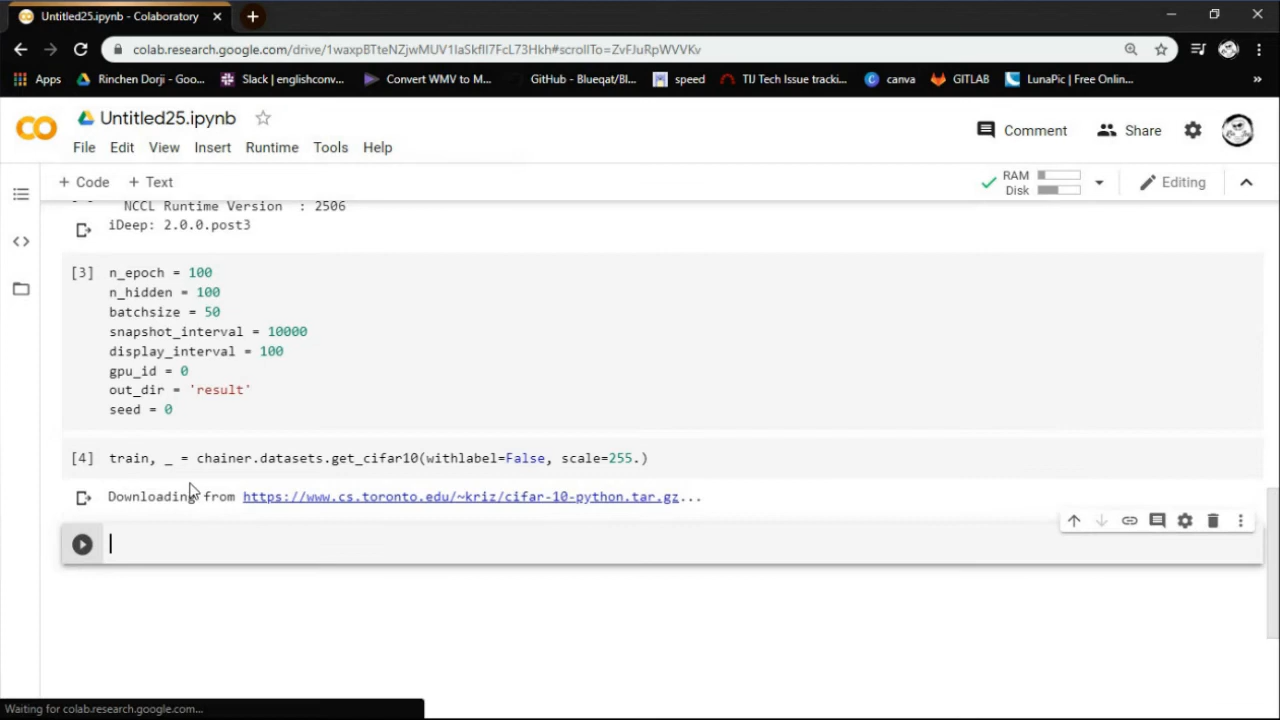 Untitled25.ipynb - Colaboratory
colab.research.google.com/drive/1waxpBTteNZjwMUV1IaSkflI7FcL73Hkh#scrollTo=ZvFJuRpWVVKv
Apps Rinchen Dorji - Goo... Slack | englishconv... Convert WMV to M... GitHub - Blueqat/Bl... speed TIJ Tech Issue tracki... canva GITLAB LunaPic | Free Onlin... »
CO Untitled25.ipynb Comment Share
File Edit View Insert Runtime Tools Help
+ Code + Text RAM Disk Editing
NCCL Runtime Version : 2506
iDeep: 2.0.0.post3
[3] n_epoch = 100
n_hidden = 100
batchsize = 50
snapshot_interval = 10000
display_interval = 100
gpu_id = 0
out_dir = 'result'
seed = 0
[4] train, _ = chainer.datasets.get_cifar10(withlabel=False, scale=255.)
Downloading from https://www.cs.toronto.edu/~kriz/cifar-10-python.tar.gz...
Waiting for colab.research.google.com...